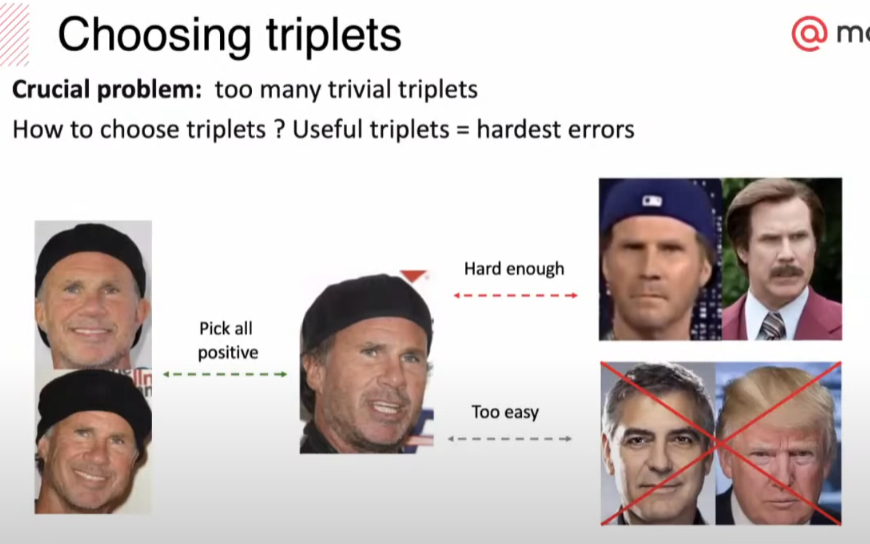 Choosing triplets
@ mc
Crucial problem: too many trivial triplets
How to choose triplets ? Useful triplets = hardest errors
Hard enough
Pick all
positive
Too easy